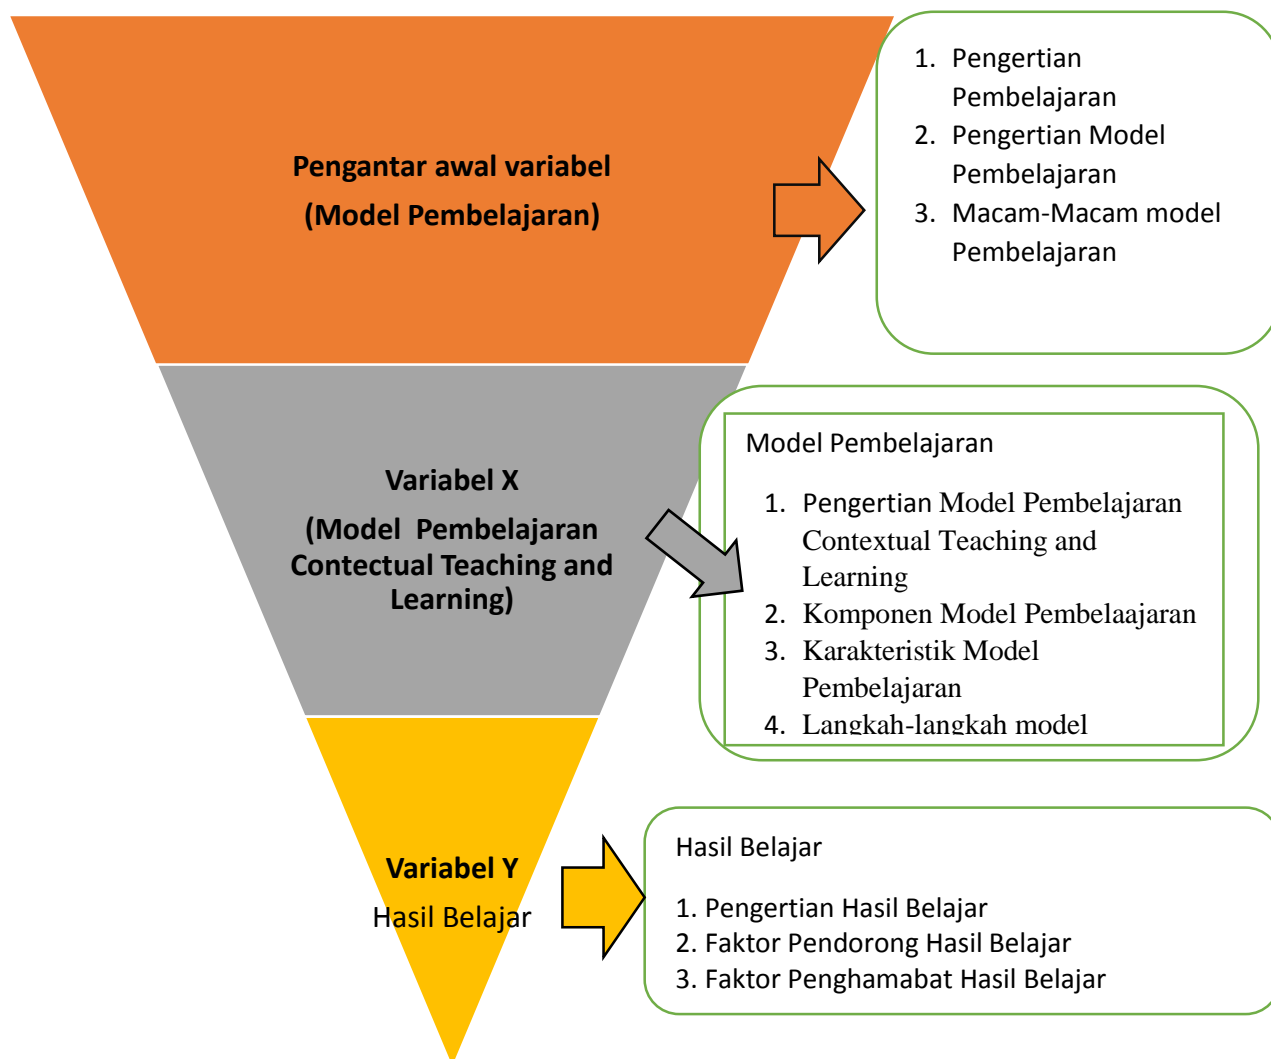 Pengantar awal variabel
(Model Pembelajaran)
1. Pengertian
Pembelajaran
2. Pengertian Model
Pembelajaran
3. Macam-Macam model
Pembelajaran
Variabel X
(Model Pembelajaran
Contectual Teaching and
Learning)
Model Pembelajaran
1. Pengertian Model Pembelajaran
Contextual Teaching and
Learning
2. Komponen Model Pembelaajaran
3. Karakteristik Model
Pembelajaran
4. Langkah-langkah model
Variabel Y
Hasil Belajar
Hasil Belajar
1. Pengertian Hasil Belajar
2. Faktor Pendorong Hasil Belajar
3. Faktor Penghamabat Hasil Belajar